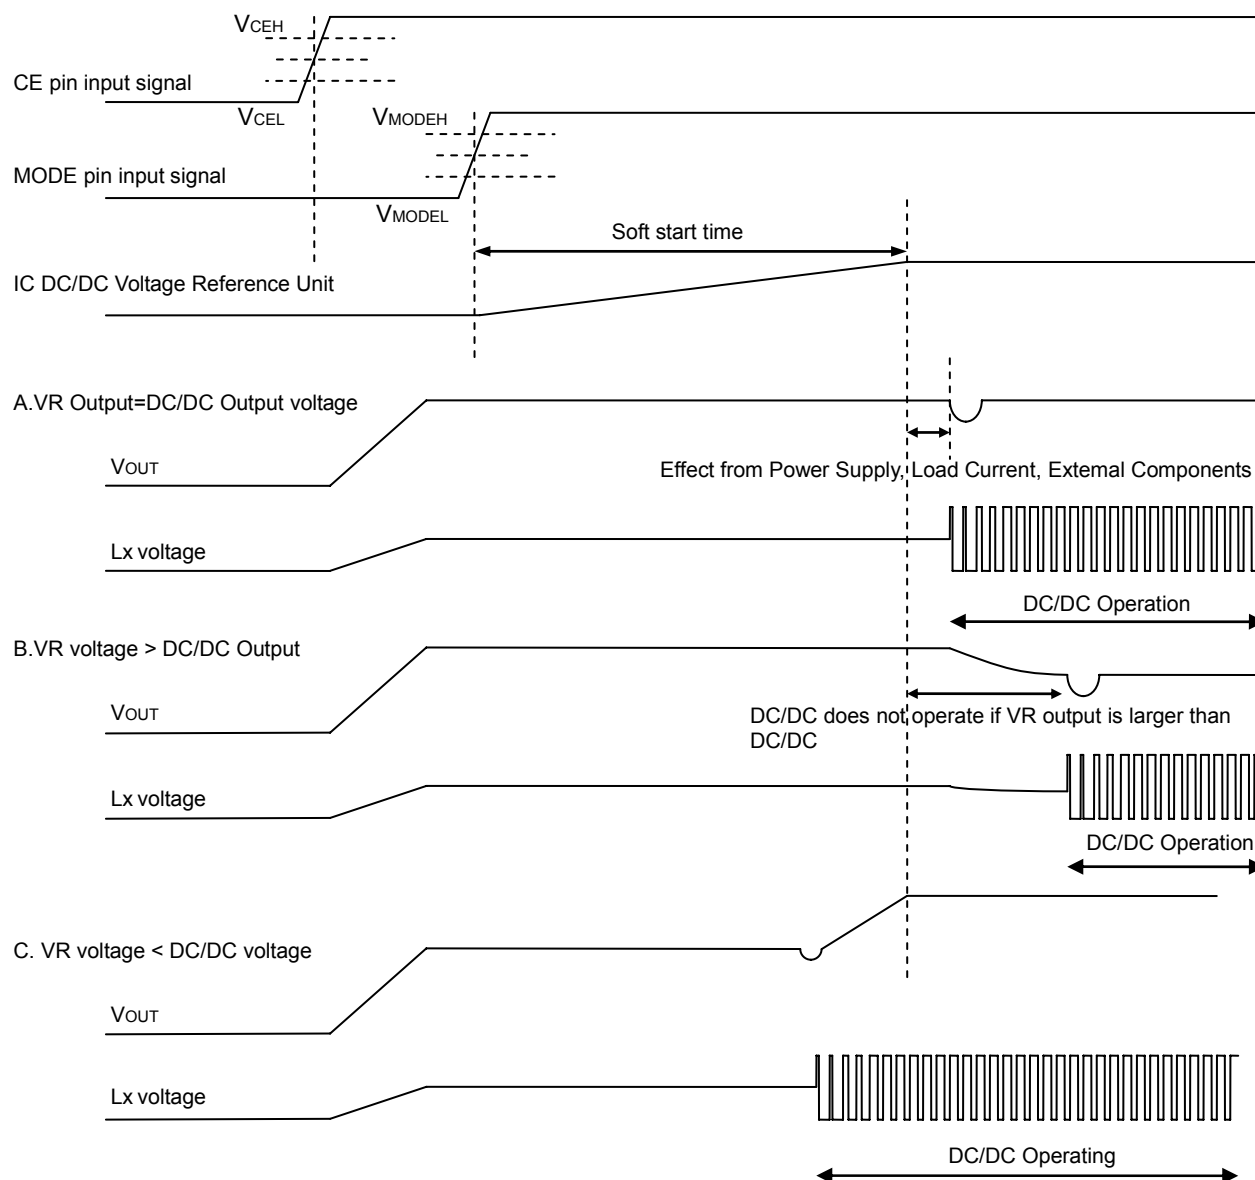 VCEH
CE pin input signal
VCEL
VMODEH
MODE pin input signal
VMODEL
Soft start time
IC DC/DC Voltage Reference Unit
A.VR Output=DC/DC Output voltage
VOUT
Effect from Power Supply, Load Current, External Components
Lx voltage
DC/DC Operation
B.VR voltage > DC/DC Output
VOUT
DC/DC does not operate if VR output is larger than
DC/DC
Lx voltage
DC/DC Operation
C. VR voltage < DC/DC voltage
VOUT
Lx voltage
DC/DC Operating